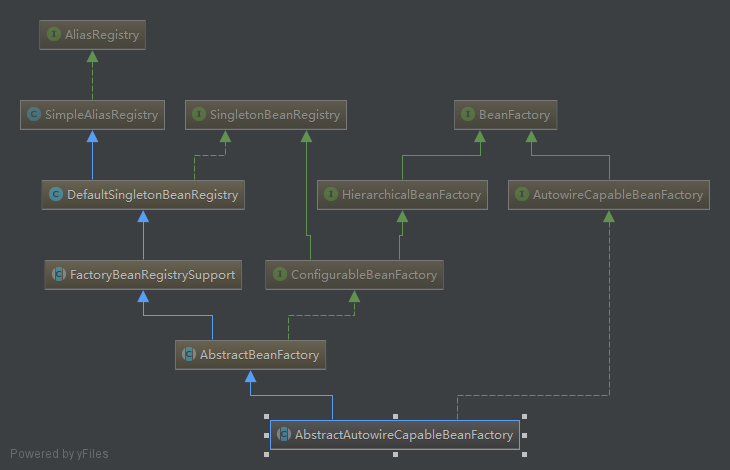 I AliasRegistry
C SimpleAliasRegistry
I SingletonBeanRegistry
I BeanFactory
C DefaultSingletonBeanRegistry
I HierarchicalBeanFactory
I AutowireCapableBeanFactory
C FactoryBeanRegistrySupport
I ConfigurableBeanFactory
C AbstractBeanFactory
C AbstractAutowireCapableBeanFactory
Powered by yFiles